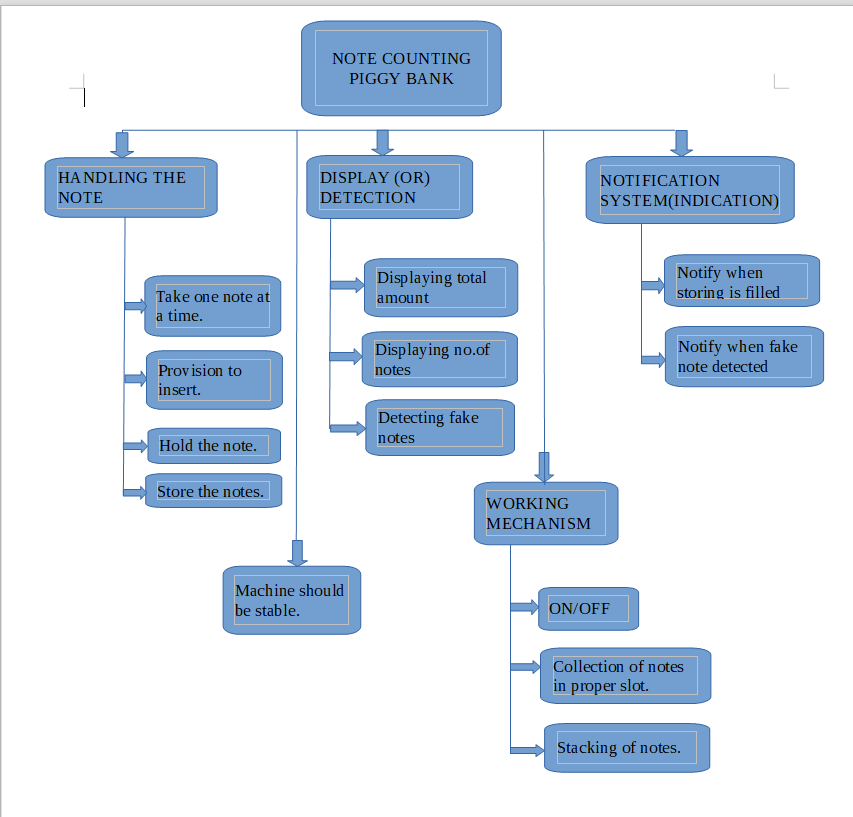 NOTE COUNTING
PIGGY BANK
HANDLING THE
NOTE
Take one note at
a time.
Provision to
insert.
Hold the note.
Store the notes.
Machine should
be stable.
DISPLAY (OR)
DETECTION
Displaying total
amount
Displaying no.of
notes
Detecting fake
notes
WORKING
MECHANISM
ON/OFF
Collection of notes
in proper slot.
Stacking of notes.
NOTIFICATION
SYSTEM(INDICATION)
Notify when
storing is filled
Notify when fake
note detected